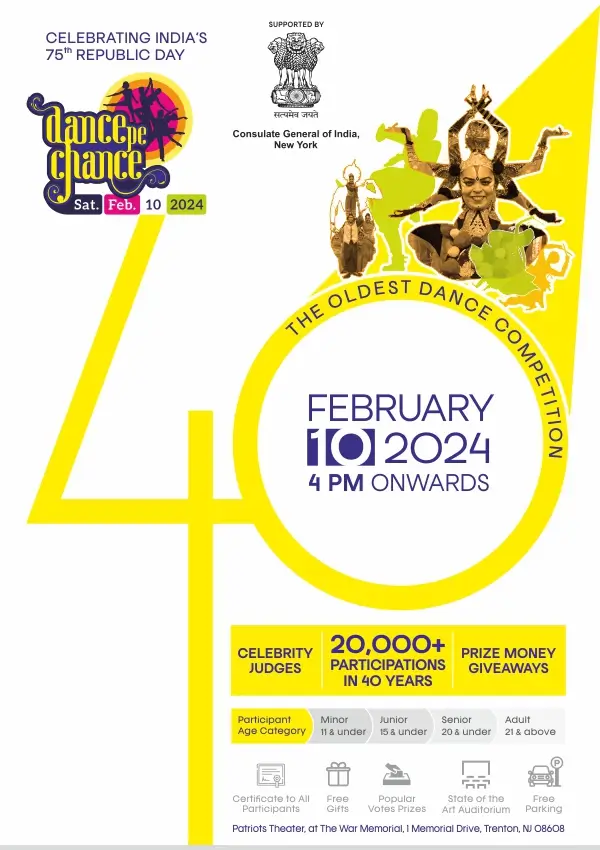 CELEBRATING INDIA'S
75th REPUBLIC DAY
SUPPORTED BY
सत्यमेव जयते
Consulate General of India,
New York
dance pe
chance
Sat. Feb. 10 2024
40
THE OLDEST DANCE COMPETITION
FEBRUARY
10 2024
4 PM ONWARDS
CELEBRITY
JUDGES
20,000+
PARTICIPATIONS
IN 40 YEARS
PRIZE MONEY
GIVEAWAYS
Participant
Age Category
Minor
11 & under
Junior
15 & under
Senior
20 & under
Adult
21 & above
P
Certificate to All
Participants
Free
Gifts
Popular
Votes Prizes
State of the
Art Auditorium
Free
Parking
Patriots Theater, at The War Memorial, 1 Memorial Drive, Trenton, NJ 08608